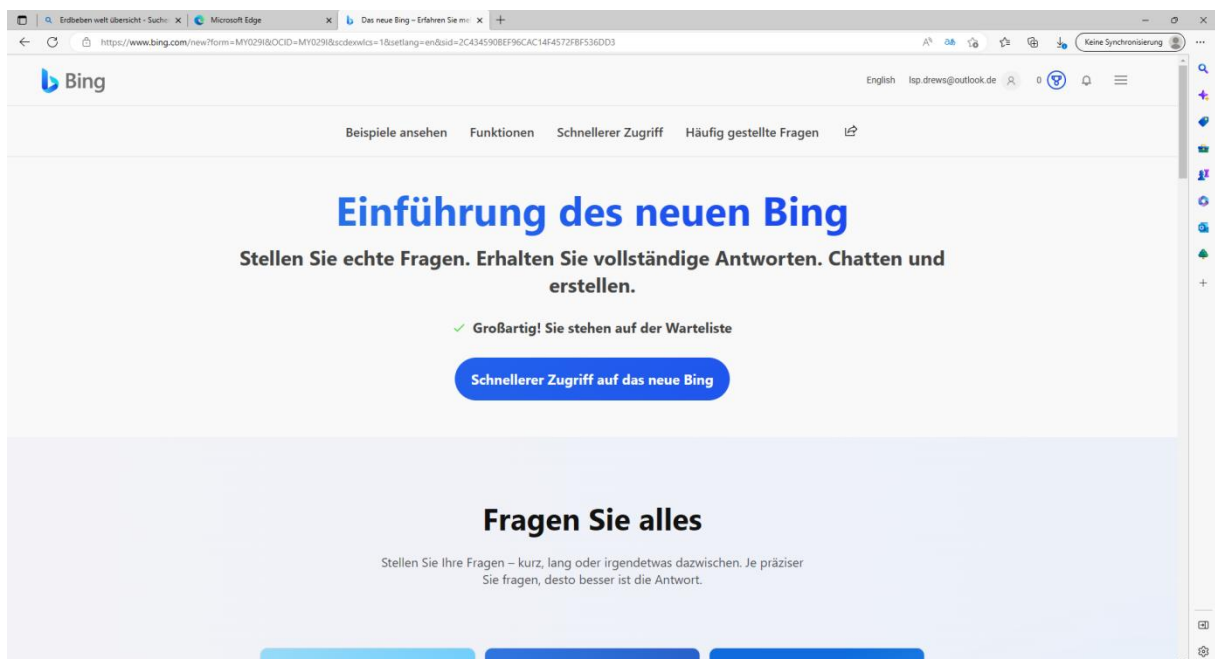 Erdbeben welt übersicht - Suche
Microsoft Edge
Das neue Bing – Erfahren Sie me
https://www.bing.com/new?form=MY029I&OCID=MY029I&scdexwlcs=1&setlang=en&sid=2C434590BEF96CAC14F4572FBF536DD3
Keine Synchronisierung
Bing
English lsp.drews@outlook.de 0
Beispiele ansehen Funktionen Schnellerer Zugriff Häufig gestellte Fragen
Einführung des neuen Bing
Stellen Sie echte Fragen. Erhalten Sie vollständige Antworten. Chatten und
erstellen.
Großartig! Sie stehen auf der Warteliste
Schnellerer Zugriff auf das neue Bing
Fragen Sie alles
Stellen Sie Ihre Fragen – kurz, lang oder irgendetwas dazwischen. Je präziser
Sie fragen, desto besser ist die Antwort.